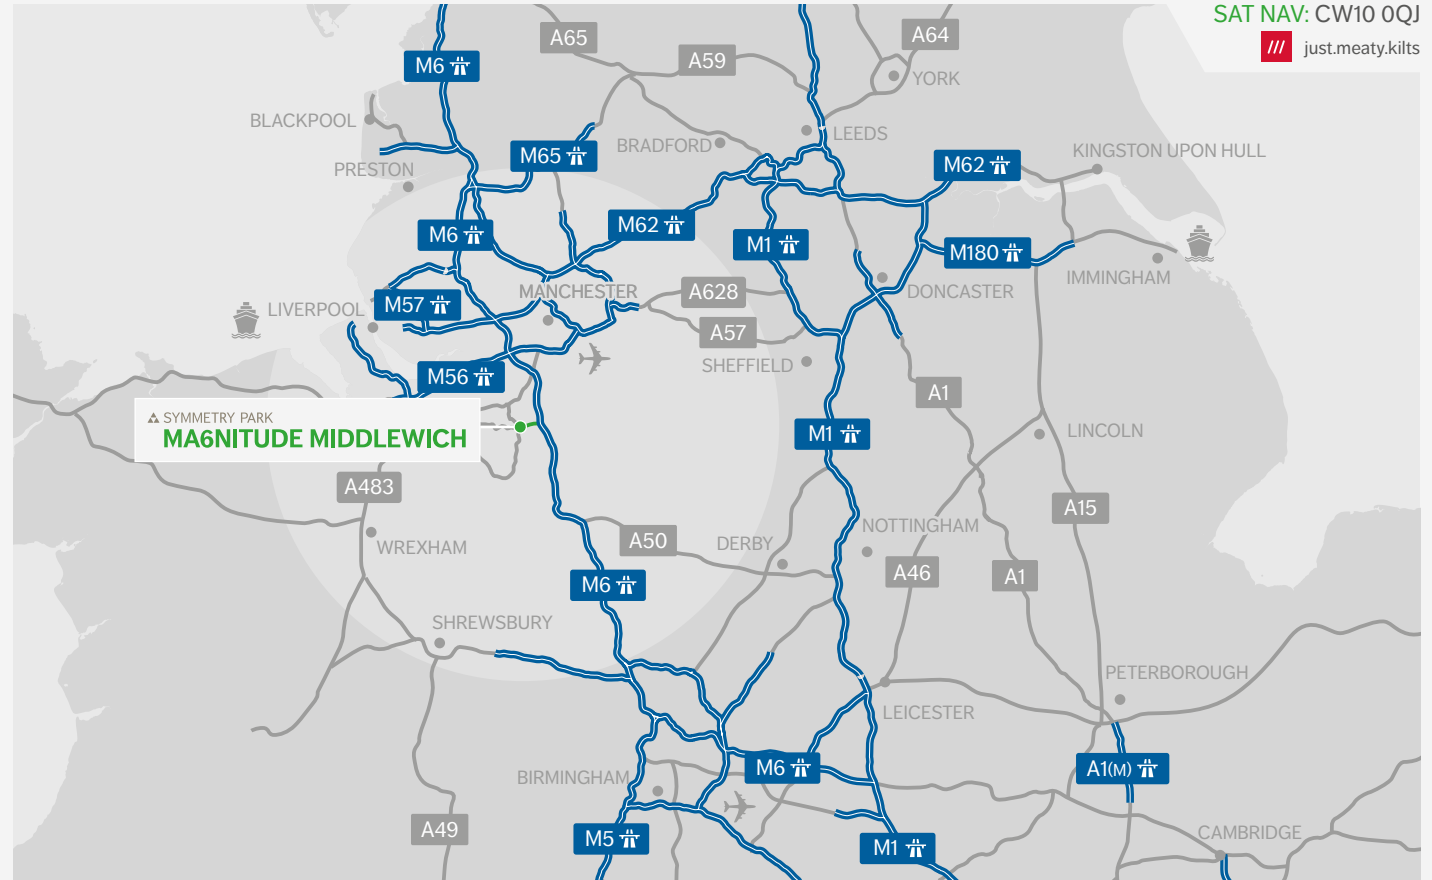 SAT NAV: CW10 0QJ
/// just.meaty.kilts
A65
A64
A59
M6
YORK
BLACKPOOL
LEEDS
BRADFORD
M65
KINGSTON UPON HULL
M62
PRESTON
M62
M6
M1
M180
IMMINGHAM
MANCHESTER
A628
DONCASTER
M57
LIVERPOOL
A57
SHEFFIELD
M56
A1
SYMMETRY PARK
MA6NITUDE MIDDLEWICH
M1
LINCOLN
A483
A15
NOTTINGHAM
WREXHAM
A50
DERBY
A46
A1
M6
SHREWSBURY
PETERBOROUGH
LEICESTER
M6
A1(M)
BIRMINGHAM
A49
M5
M1
CAMBRIDGE